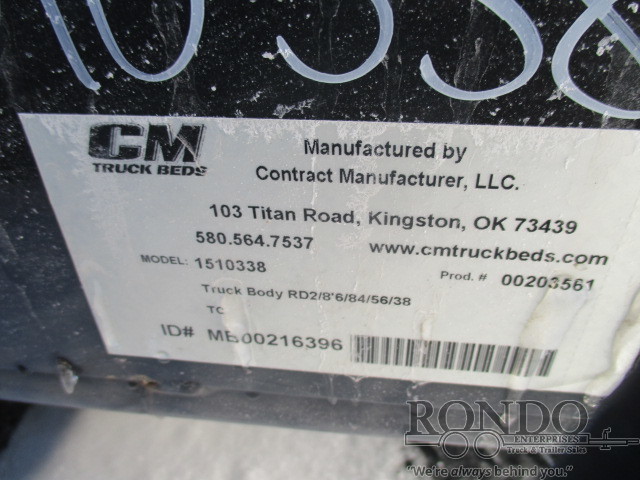 10338
CM
TRUCK BEDS
Manufactured by
Contract Manufacturer, LLC.
103 Titan Road, Kingston, OK 73439
580.564.7537 www.cmtruckbeds.com
MODEL: 1510338 Prod. # 00203561
Truck Body RD2/8'6/84/56/38
TC
ID# MB00216396
RONDO
ENTERPRISES
Truck & Trailer Sales
"We're always behind you."